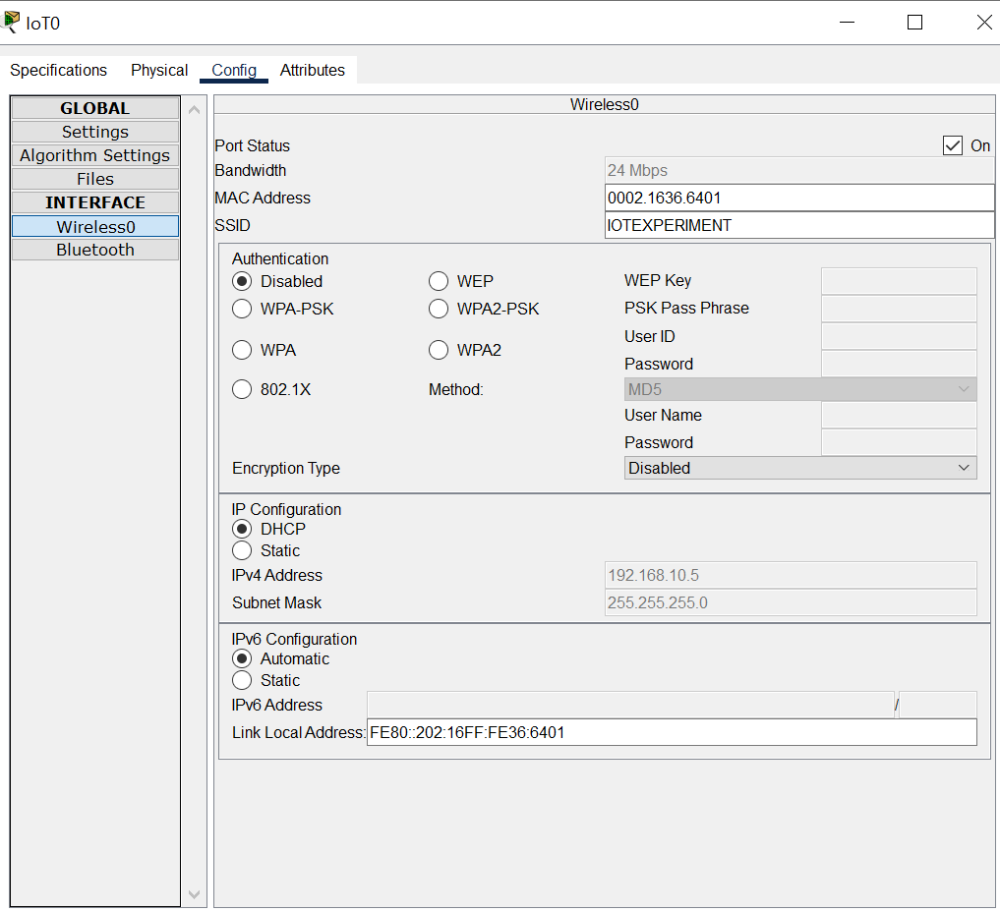 IoT0
Specifications Physical Config Attributes
GLOBAL
Settings
Algorithm Settings
Files
INTERFACE
Wireless0
Bluetooth
Wireless0
Port Status On
Bandwidth 24 Mbps
MAC Address 0002.1636.6401
SSID IOTEXPERIMENT
Authentication
Disabled WEP WEP Key
WPA-PSK WPA2-PSK PSK Pass Phrase
User ID
WPA WPA2
Password
802.1X Method: MD5
User Name
Password
Encryption Type Disabled
IP Configuration
DHCP
Static
IPv4 Address 192.168.10.5
Subnet Mask 255.255.255.0
IPv6 Configuration
Automatic
Static
IPv6 Address /
Link Local Address: FE80::202:16FF:FE36:6401